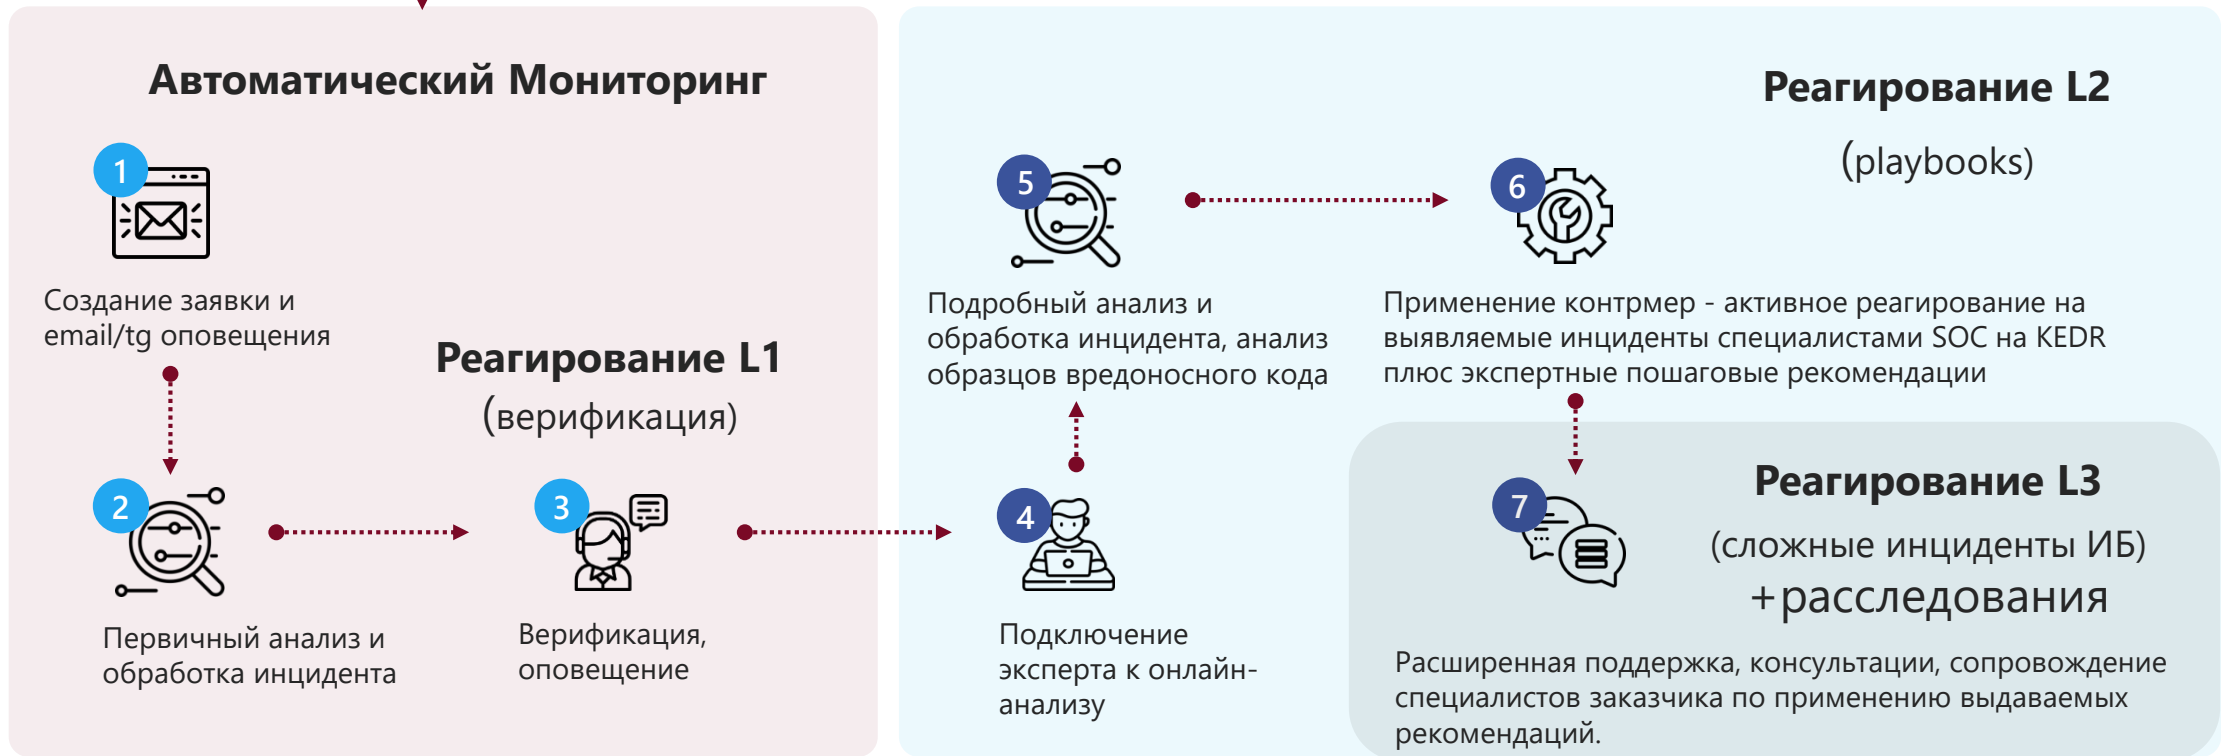 Автоматический Мониторинг
1
Создание заявки и
email/tg оповещения
Реагирование L1
(верификация)
2
Первичный анализ и
обработка инцидента
3
Верификация,
оповещение
Реагирование L2
(playbooks)
4
Подключение
эксперта к онлайн-
анализу
5
Подробный анализ и
обработка инцидента, анализ
образцов вредоносного кода
6
Применение контрмер - активное реагирование на
выявляемые инциденты специалистами SOC на KEDR
плюс экспертные пошаговые рекомендации
7
Реагирование L3
(сложные инциденты ИБ)
+расследования
Расширенная поддержка, консультации, сопровождение
специалистов заказчика по применению выдаваемых
рекомендаций.